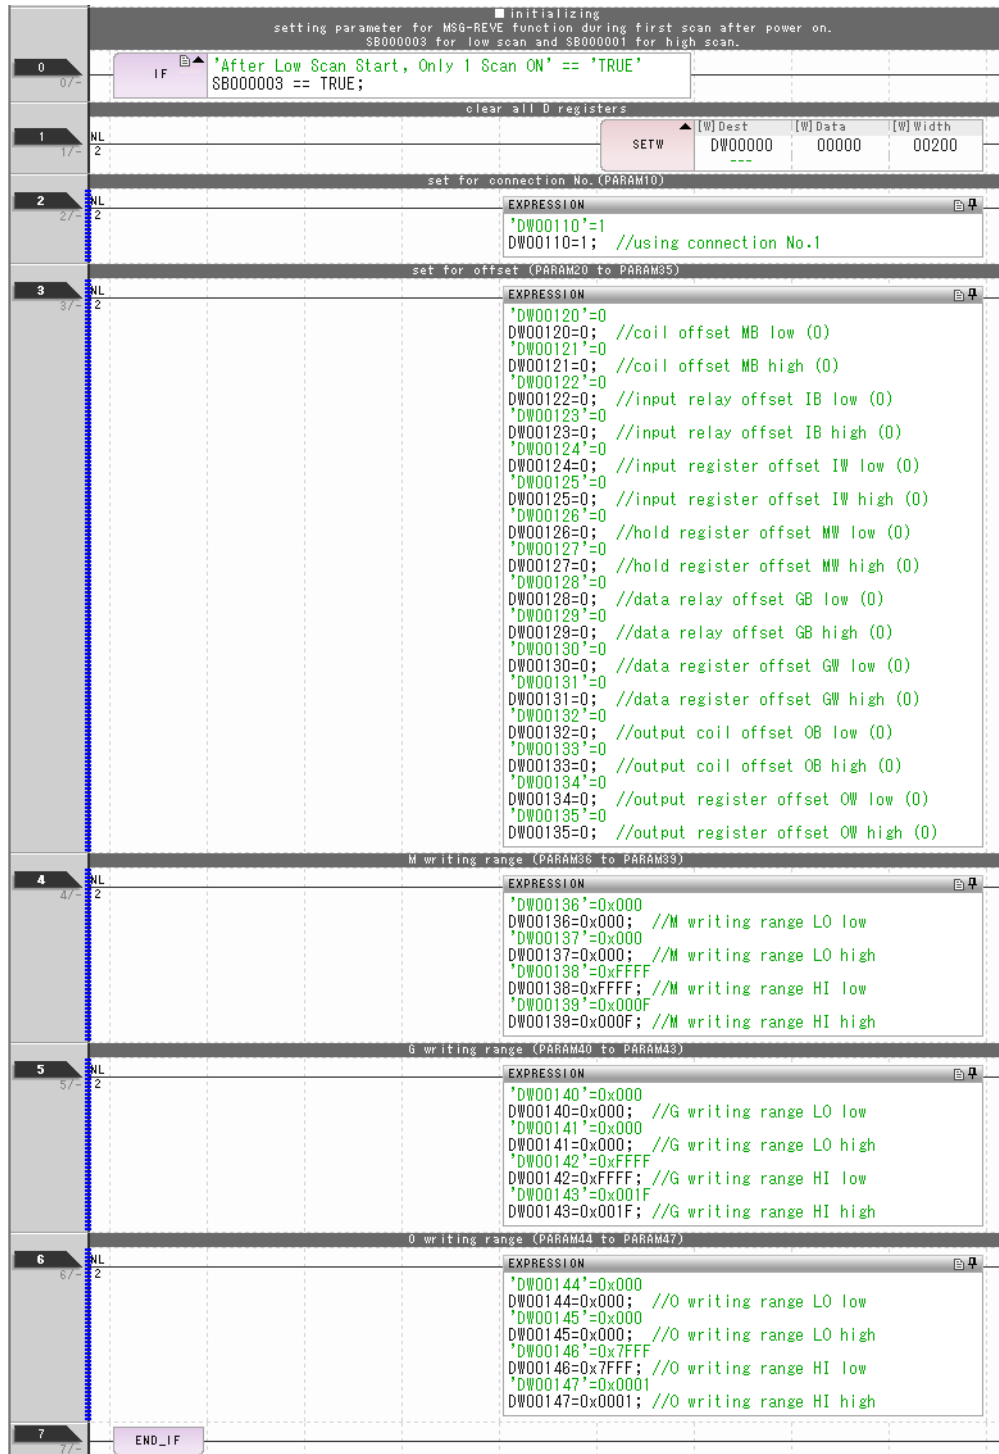 ■initializing
setting parameter for MSG-REVE function during first scan after power on.
SB000003 for low scan and SB000001 for high scan.
0
0/-
IF
'After Low Scan Start, Only 1 Scan ON' == 'TRUE'
SB000003 == TRUE;
clear all D registers
1
1/-
NL
2
SETW
[W]Dest [W]Data [W]Width
DW00000 00000 00200
---
set for connection No.(PARAM10)
2
2/-
NL
2
EXPRESSION
'DW00110'=1
DW00110=1; //using connection No.1
set for offset (PARAM20 to PARAM35)
3
3/-
NL
2
EXPRESSION
'DW00120'=0
DW00120=0; //coil offset MB low (0)
'DW00121'=0
DW00121=0; //coil offset MB high (0)
'DW00122'=0
DW00122=0; //input relay offset IB low (0)
'DW00123'=0
DW00123=0; //input relay offset IB high (0)
'DW00124'=0
DW00124=0; //input register offset IW low (0)
'DW00125'=0
DW00125=0; //input register offset IW high (0)
'DW00126'=0
DW00126=0; //hold register offset MW low (0)
'DW00127'=0
DW00127=0; //hold register offset MW high (0)
'DW00128'=0
DW00128=0; //data relay offset GB low (0)
'DW00129'=0
DW00129=0; //data relay offset GB high (0)
'DW00130'=0
DW00130=0; //data register offset GW low (0)
'DW00131'=0
DW00131=0; //data register offset GW high (0)
'DW00132'=0
DW00132=0; //output coil offset OB low (0)
'DW00133'=0
DW00133=0; //output coil offset OB high (0)
'DW00134'=0
DW00134=0; //output register offset OW low (0)
'DW00135'=0
DW00135=0; //output register offset OW high (0)
M writing range (PARAM36 to PARAM39)
4
4/-
NL
2
EXPRESSION
'DW00136'=0x000
DW00136=0x000; //M writing range LO low
'DW00137'=0x000
DW00137=0x000; //M writing range LO high
'DW00138'=0xFFFF
DW00138=0xFFFF; //M writing range HI low
'DW00139'=0x000F
DW00139=0x000F; //M writing range HI high
G writing range (PARAM40 to PARAM43)
5
5/-
NL
2
EXPRESSION
'DW00140'=0x000
DW00140=0x000; //G writing range LO low
'DW00141'=0x000
DW00141=0x000; //G writing range LO high
'DW00142'=0xFFFF
DW00142=0xFFFF; //G writing range HI low
'DW00143'=0x001F
DW00143=0x001F; //G writing range HI high
O writing range (PARAM44 to PARAM47)
6
6/-
NL
2
EXPRESSION
'DW00144'=0x000
DW00144=0x000; //O writing range LO low
'DW00145'=0x000
DW00145=0x000; //O writing range LO high
'DW00146'=0x7FFF
DW00146=0x7FFF; //O writing range HI low
'DW00147'=0x0001
DW00147=0x0001; //O writing range HI high
7
7/-
END_IF